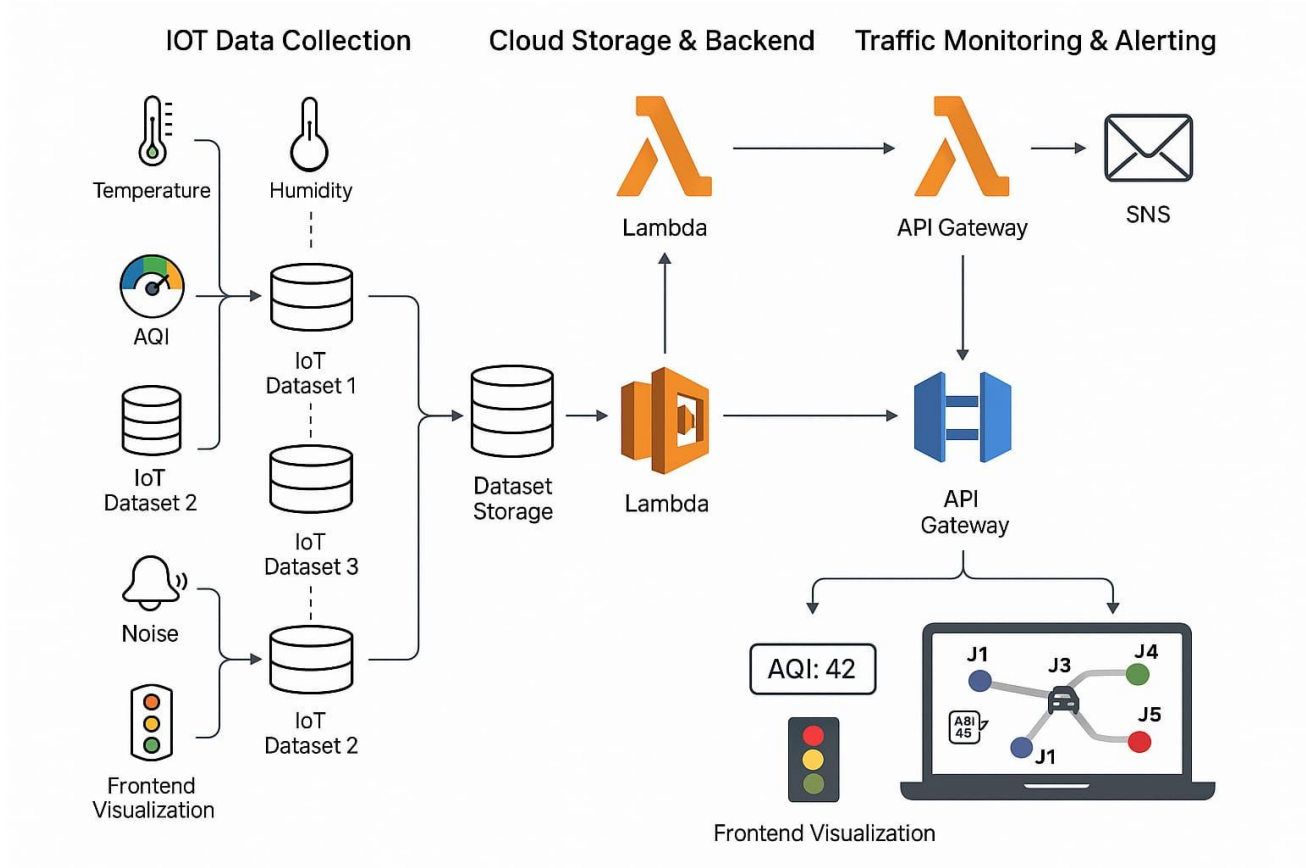 IOT Data Collection
Cloud Storage & Backend
Traffic Monitoring & Alerting
Temperature
Humidity
Lambda
API Gateway
SNS
AQI
IoT
Dataset 1
IoT
Dataset 2
Dataset
Storage
Lambda
API
Gateway
IoT
Dataset 3
Noise
IoT
Dataset 2
Frontend
Visualization
AQI: 42
J1
J3
J4
A8I
45
J5
J1
Frontend Visualization